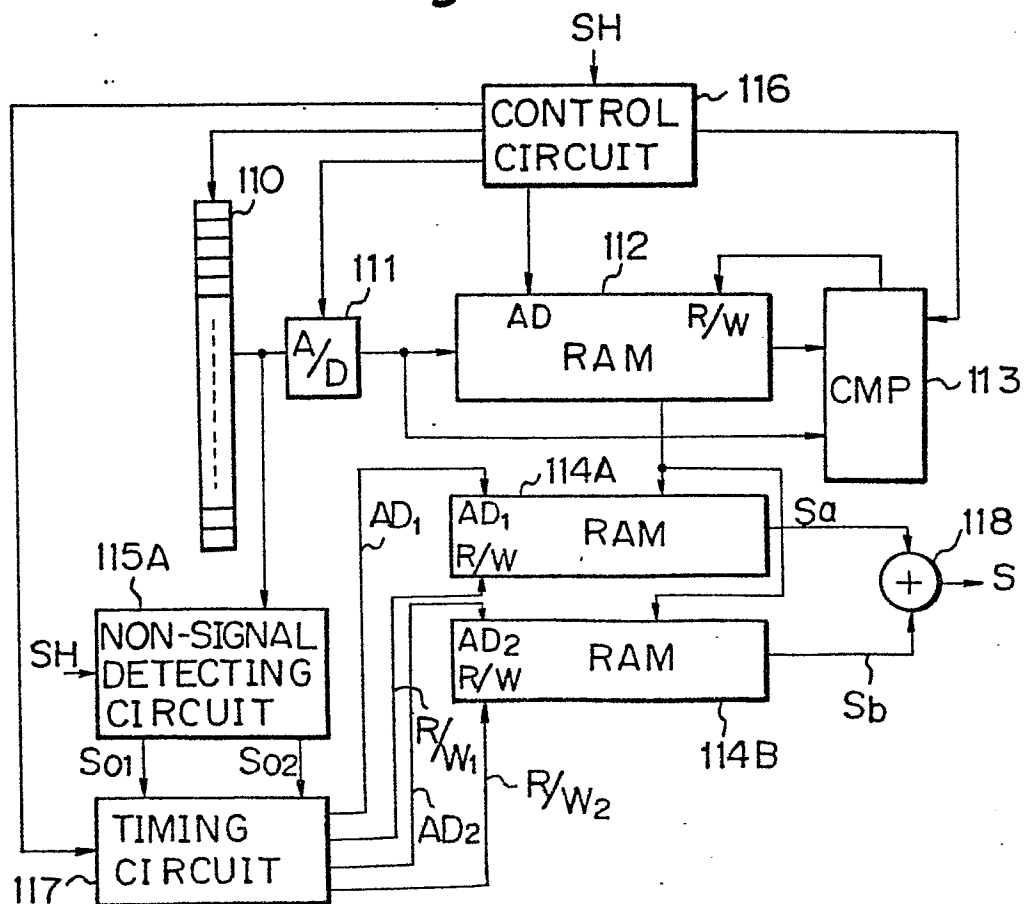 SH
CONTROL
CIRCUIT
116
110
111
A/D
112
AD
R/W
RAM
CMP
113
114A
AD1
AD1
R/W
RAM
Sa
118
+
S
115A
SH
NON-SIGNAL
DETECTING
CIRCUIT
AD2
R/W
RAM
Sb
114B
R/W1
R/W2
AD2
So1
So2
TIMING
CIRCUIT
117